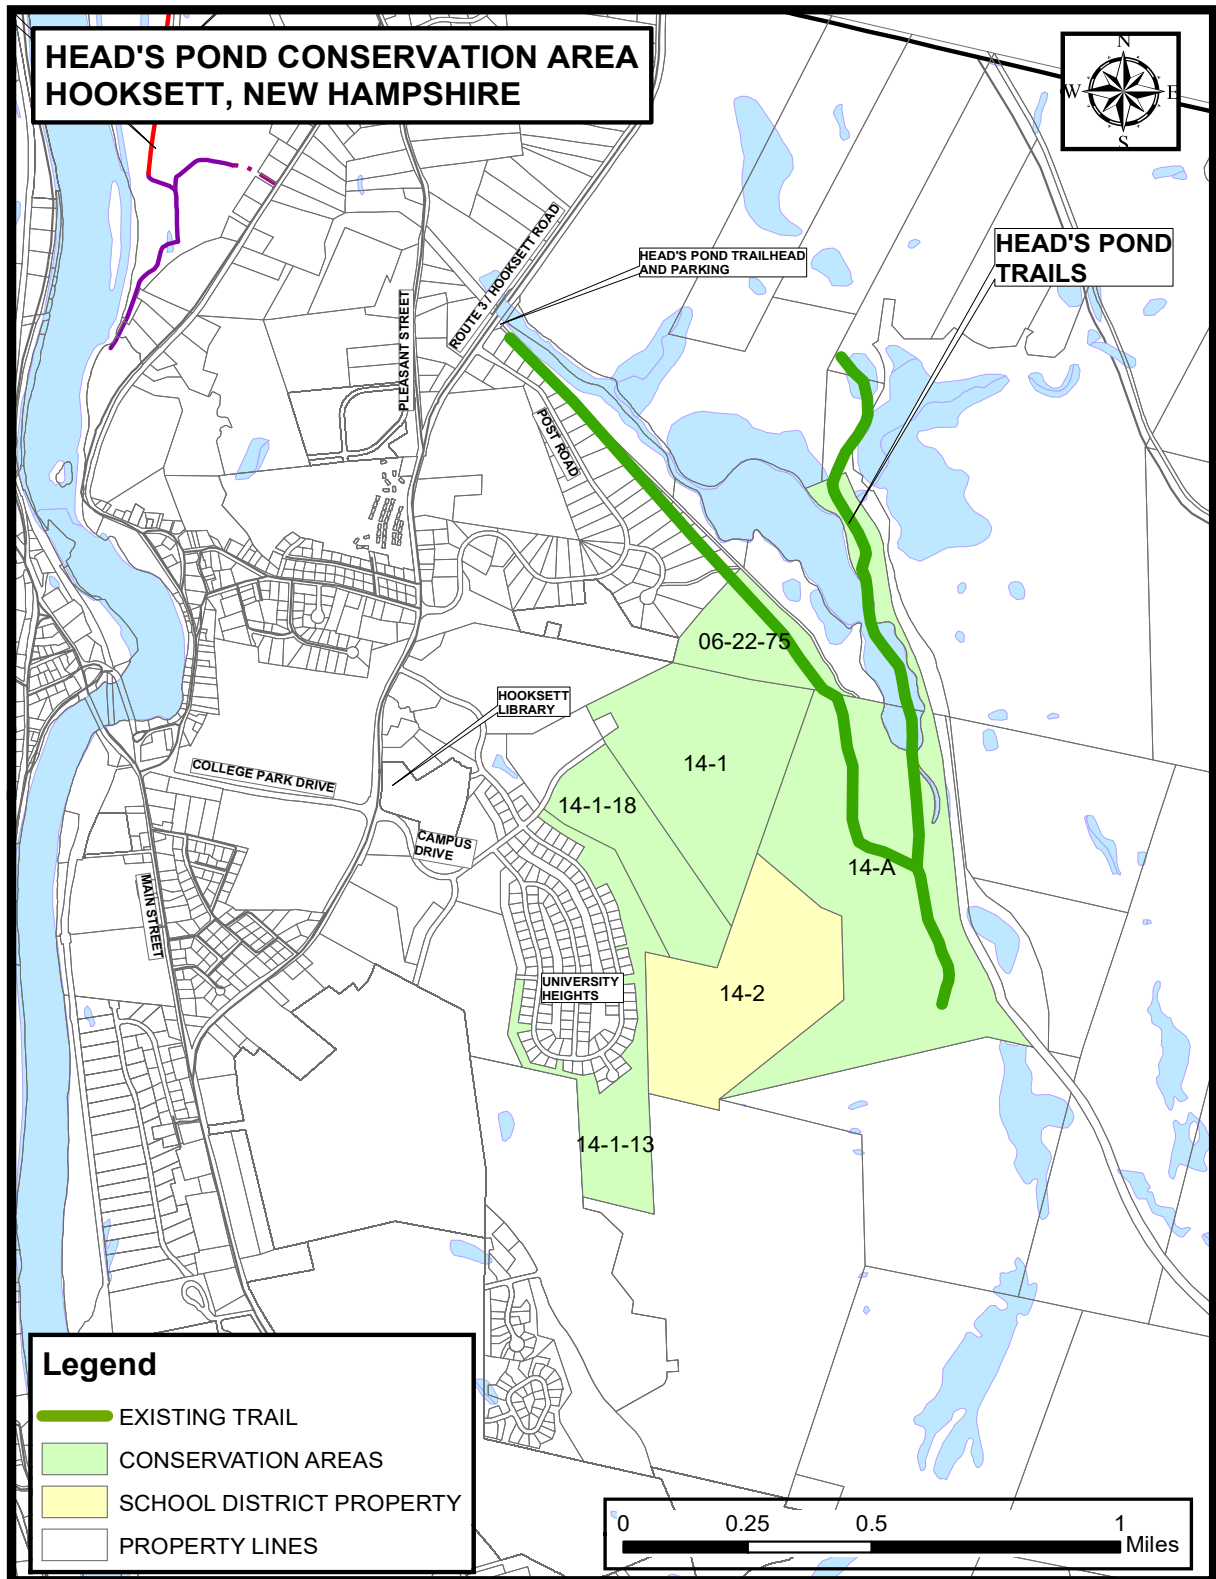 HEAD'S POND CONSERVATION AREA
HOOKSETT, NEW HAMPSHIRE
N
W
E
S
HEAD'S POND
TRAILS
HEAD'S POND TRAILHEAD
AND PARKING
ROUTE 3 / HOOKSETT ROAD
PLEASANT STREET
POST ROAD
06-22-75
HOOKSETT
LIBRARY
14-1
COLLEGE PARK DRIVE
14-1-18
CAMPUS
DRIVE
14-A
MAIN STREET
UNIVERSITY
HEIGHTS
14-2
14-1-13
Legend
EXISTING TRAIL
CONSERVATION AREAS
SCHOOL DISTRICT PROPERTY
PROPERTY LINES
0 0.25 0.5 1
Miles